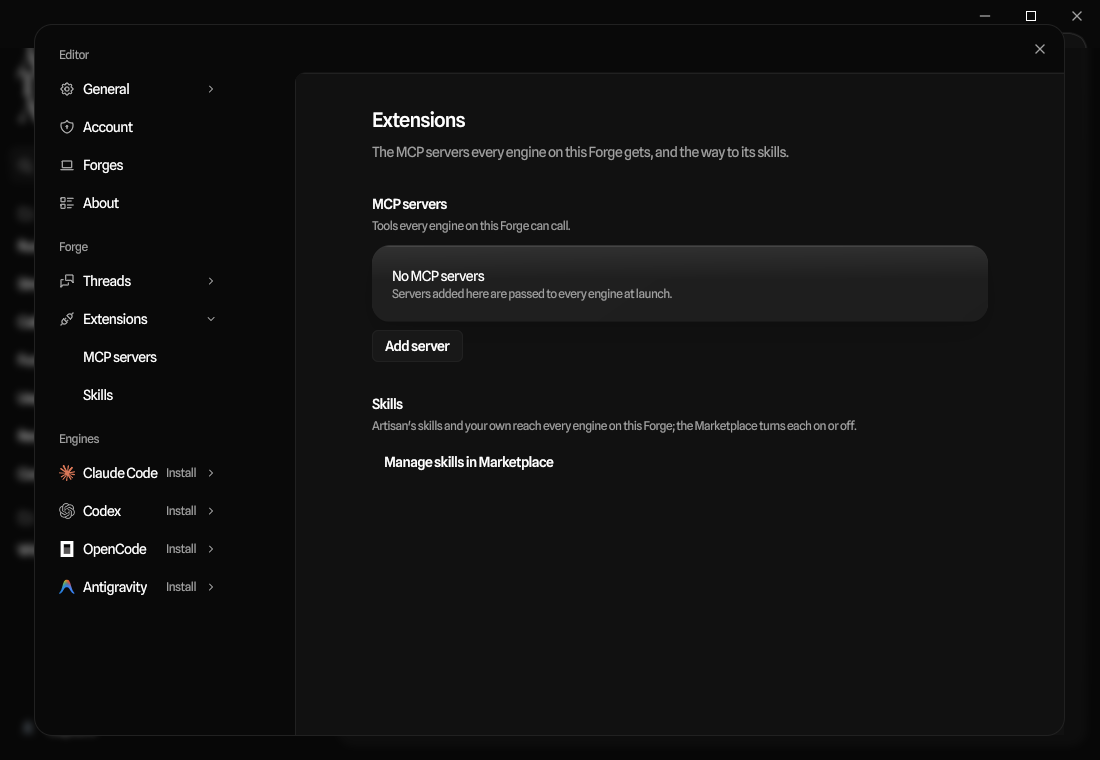 Editor
General
Account
Forges
About
Forge
Threads
Extensions
MCP servers
Skills
Engines
Claude Code Install
Codex Install
OpenCode Install
Antigravity Install
Extensions
The MCP servers every engine on this Forge gets, and the way to its skills.
MCP servers
Tools every engine on this Forge can call.
No MCP servers
Servers added here are passed to every engine at launch.
Add server
Skills
Artisan's skills and your own reach every engine on this Forge; the Marketplace turns each on or off.
Manage skills in Marketplace